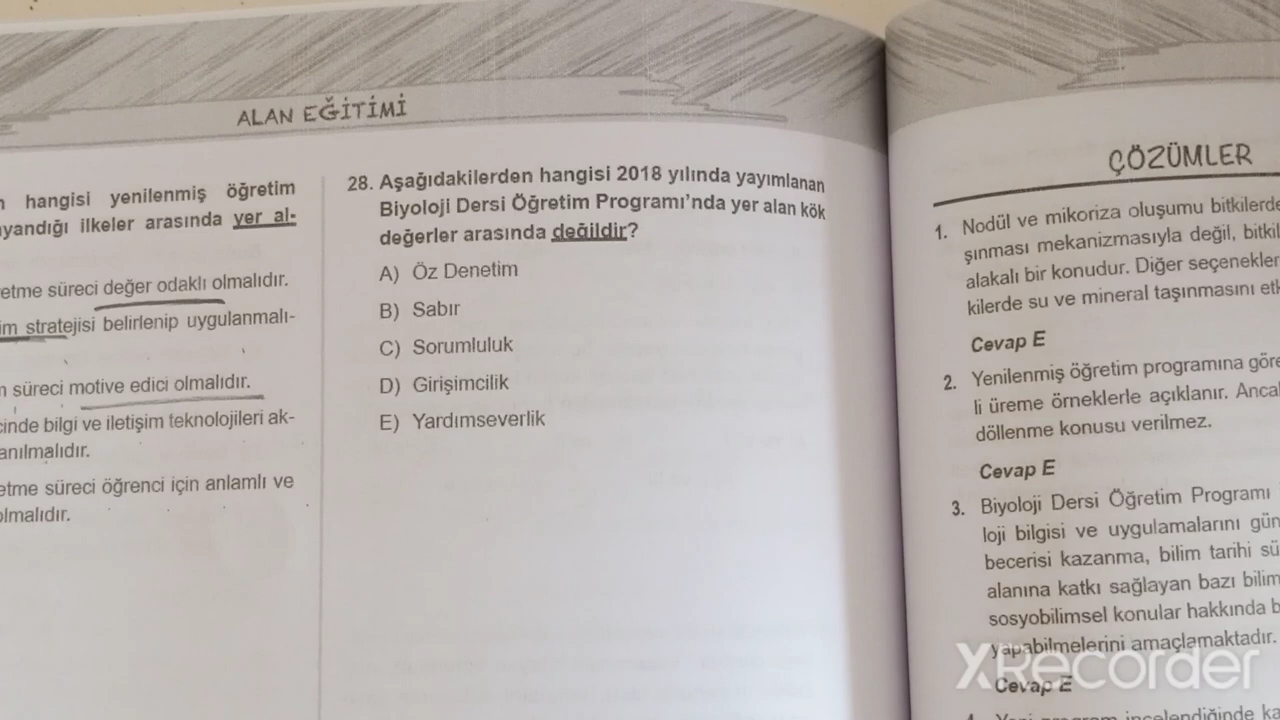 ALAN EĞİTİMİ
hangisi yenilenmiş öğretim
yandığı ilkeler arasında yer al-
etme süreci değer odaklı olmalıdır.
im stratejisi belirlenip uygulanmalı-
süreci motive edici olmalıdır.
cinde bilgi ve iletişim teknolojileri ak-
anılmalıdır.
etme süreci öğrenci için anlamlı ve
olmalıdır.
28. Aşağıdakilerden hangisi 2018 yılında yayımlanan
Biyoloji Dersi Öğretim Programı'nda yer alan kök
değerler arasında değildir?
A) Öz Denetim
B) Sabır
C) Sorumluluk
D) Girişimcilik
E) Yardımseverlik
ÇÖZÜMLER
1. Nodül ve mikoriza oluşumu bitkilerde
şınması mekanizmasıyla değil, bitkil
alakalı bir konudur. Diğer seçenekler
kilerde su ve mineral taşınmasını etk
Cevap E
2. Yenilenmiş öğretim programına göre
li üreme örneklerle açıklanır. Ancak
döllenme konusu verilmez.
Cevap E
3. Biyoloji Dersi Öğretim Programı
loji bilgisi ve uygulamalarını gün
becerisi kazanma, bilim tarihi sü
alanına katkı sağlayan bazı bilim
sosyobilimsel konular hakkında b
yapabilmelerini amaçlamaktadır.
Cevap E
XRecorder
incelendiğinde ka